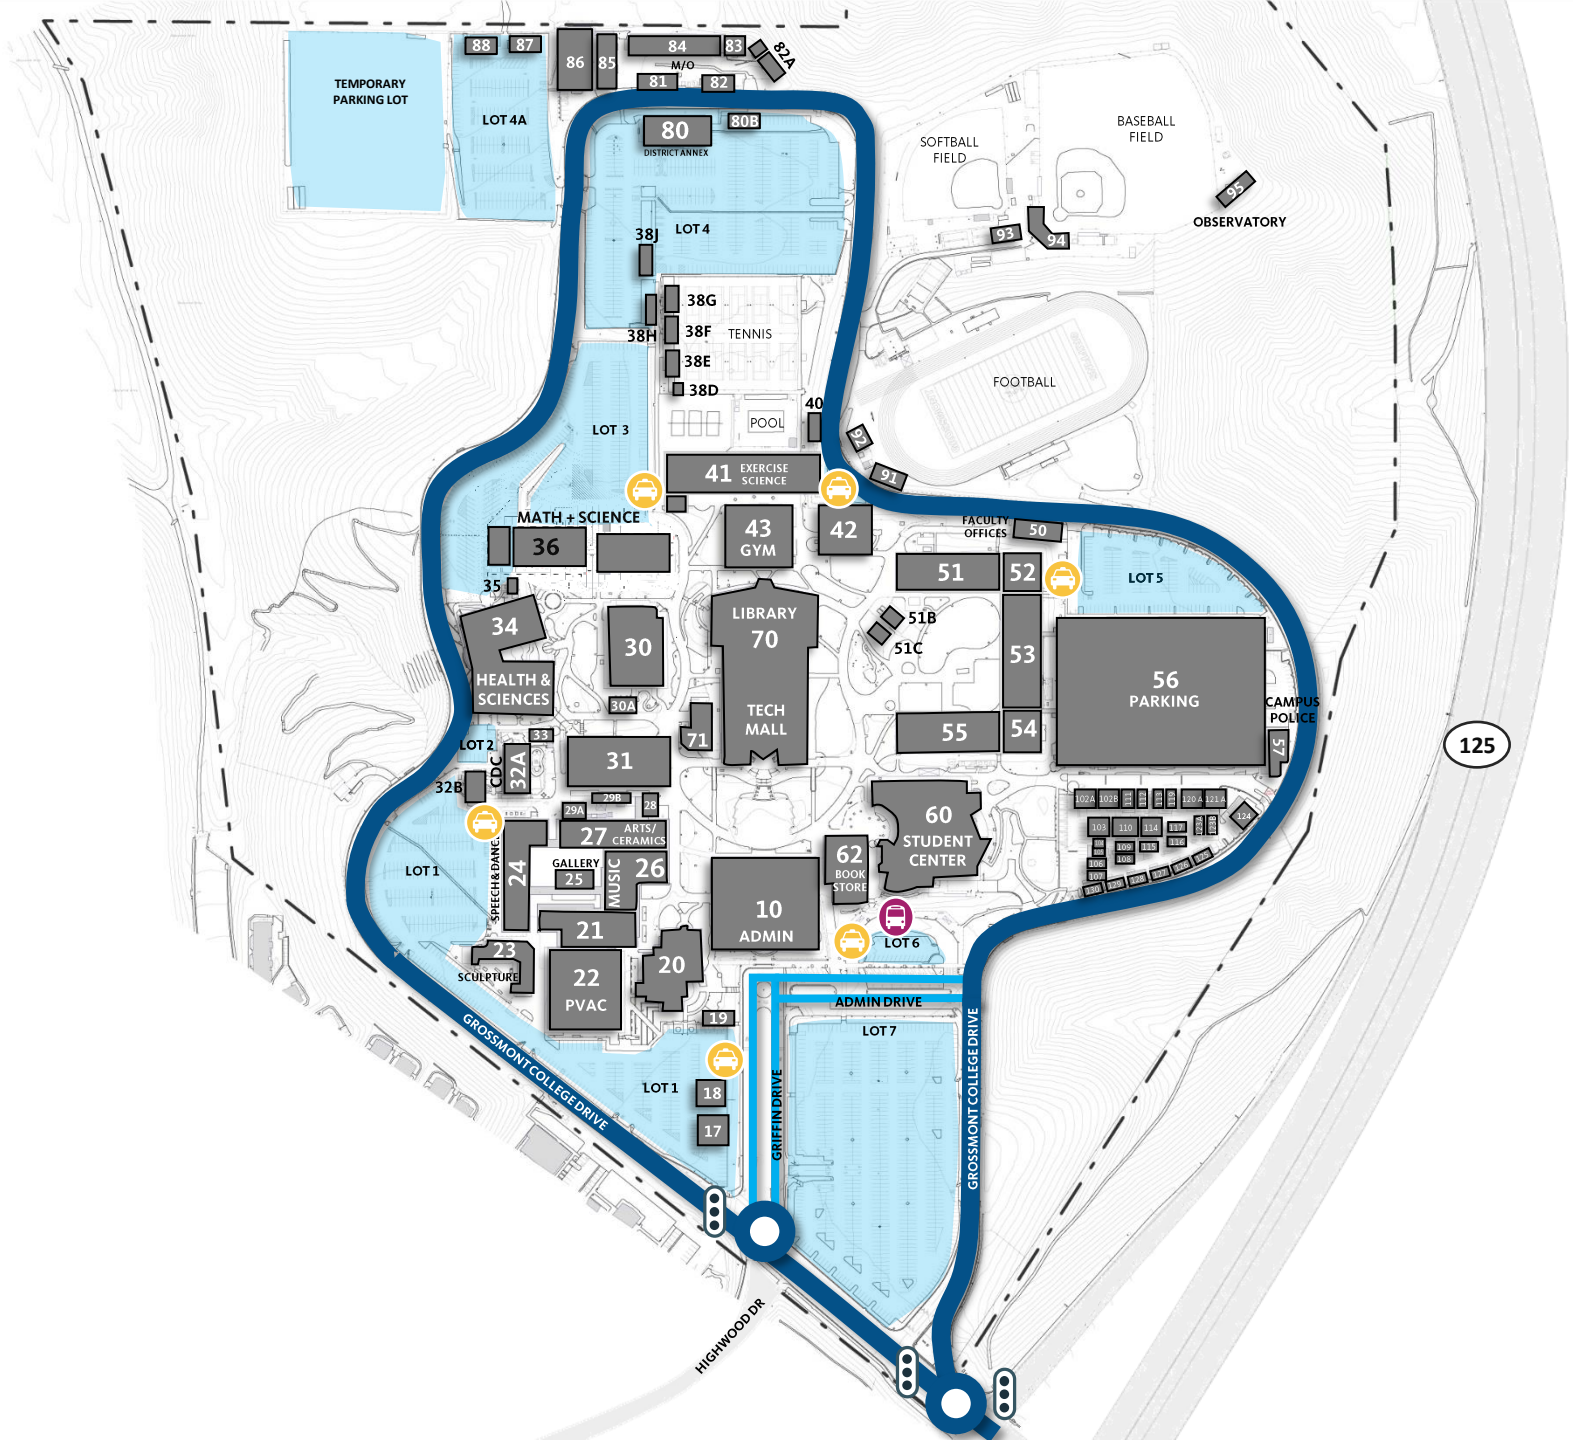 88
87
86
85
84
83
82A
M/O
81
82
TEMPORARY
PARKING LOT
LOT 4A
80
DISTRICT ANNEX
80B
BASEBALL
FIELD
SOFTBALL
FIELD
95
OBSERVATORY
93
94
LOT 4
38J
38G
38H
38F
TENNIS
38E
38D
FOOTBALL
40
POOL
LOT 3
92
91
41
EXERCISE
SCIENCE
MATH + SCIENCE
36
43
GYM
42
FACULTY
OFFICES
50
51
52
LOT 5
35
34
HEALTH &
SCIENCES
30
30A
LIBRARY
70
TECH
MALL
51B
51C
53
56
PARKING
CAMPUS
POLICE
57
55
54
71
33
LOT 2
CDC
32A
32B
31
125
29A
29B
28
27
ARTS/
CERAMICS
60
STUDENT
CENTER
62
BOOK
STORE
102A
102B
111
112
113
119
120 A
121 A
124
103
110
114
117
123A
123B
109
115
116
108
106
107
130
129
128
127
126
125
LOT 1
SPEECH & DANCE
24
GALLERY
25
MUSIC
26
10
ADMIN
21
23
SCULPTURE
22
PVAC
20
LOT 6
19
ADMIN DRIVE
LOT 7
GROSSMONT COLLEGE DRIVE
LOT 1
18
17
GRIFFIN DRIVE
GROSSMONT COLLEGE DRIVE
HIGHWOOD DR